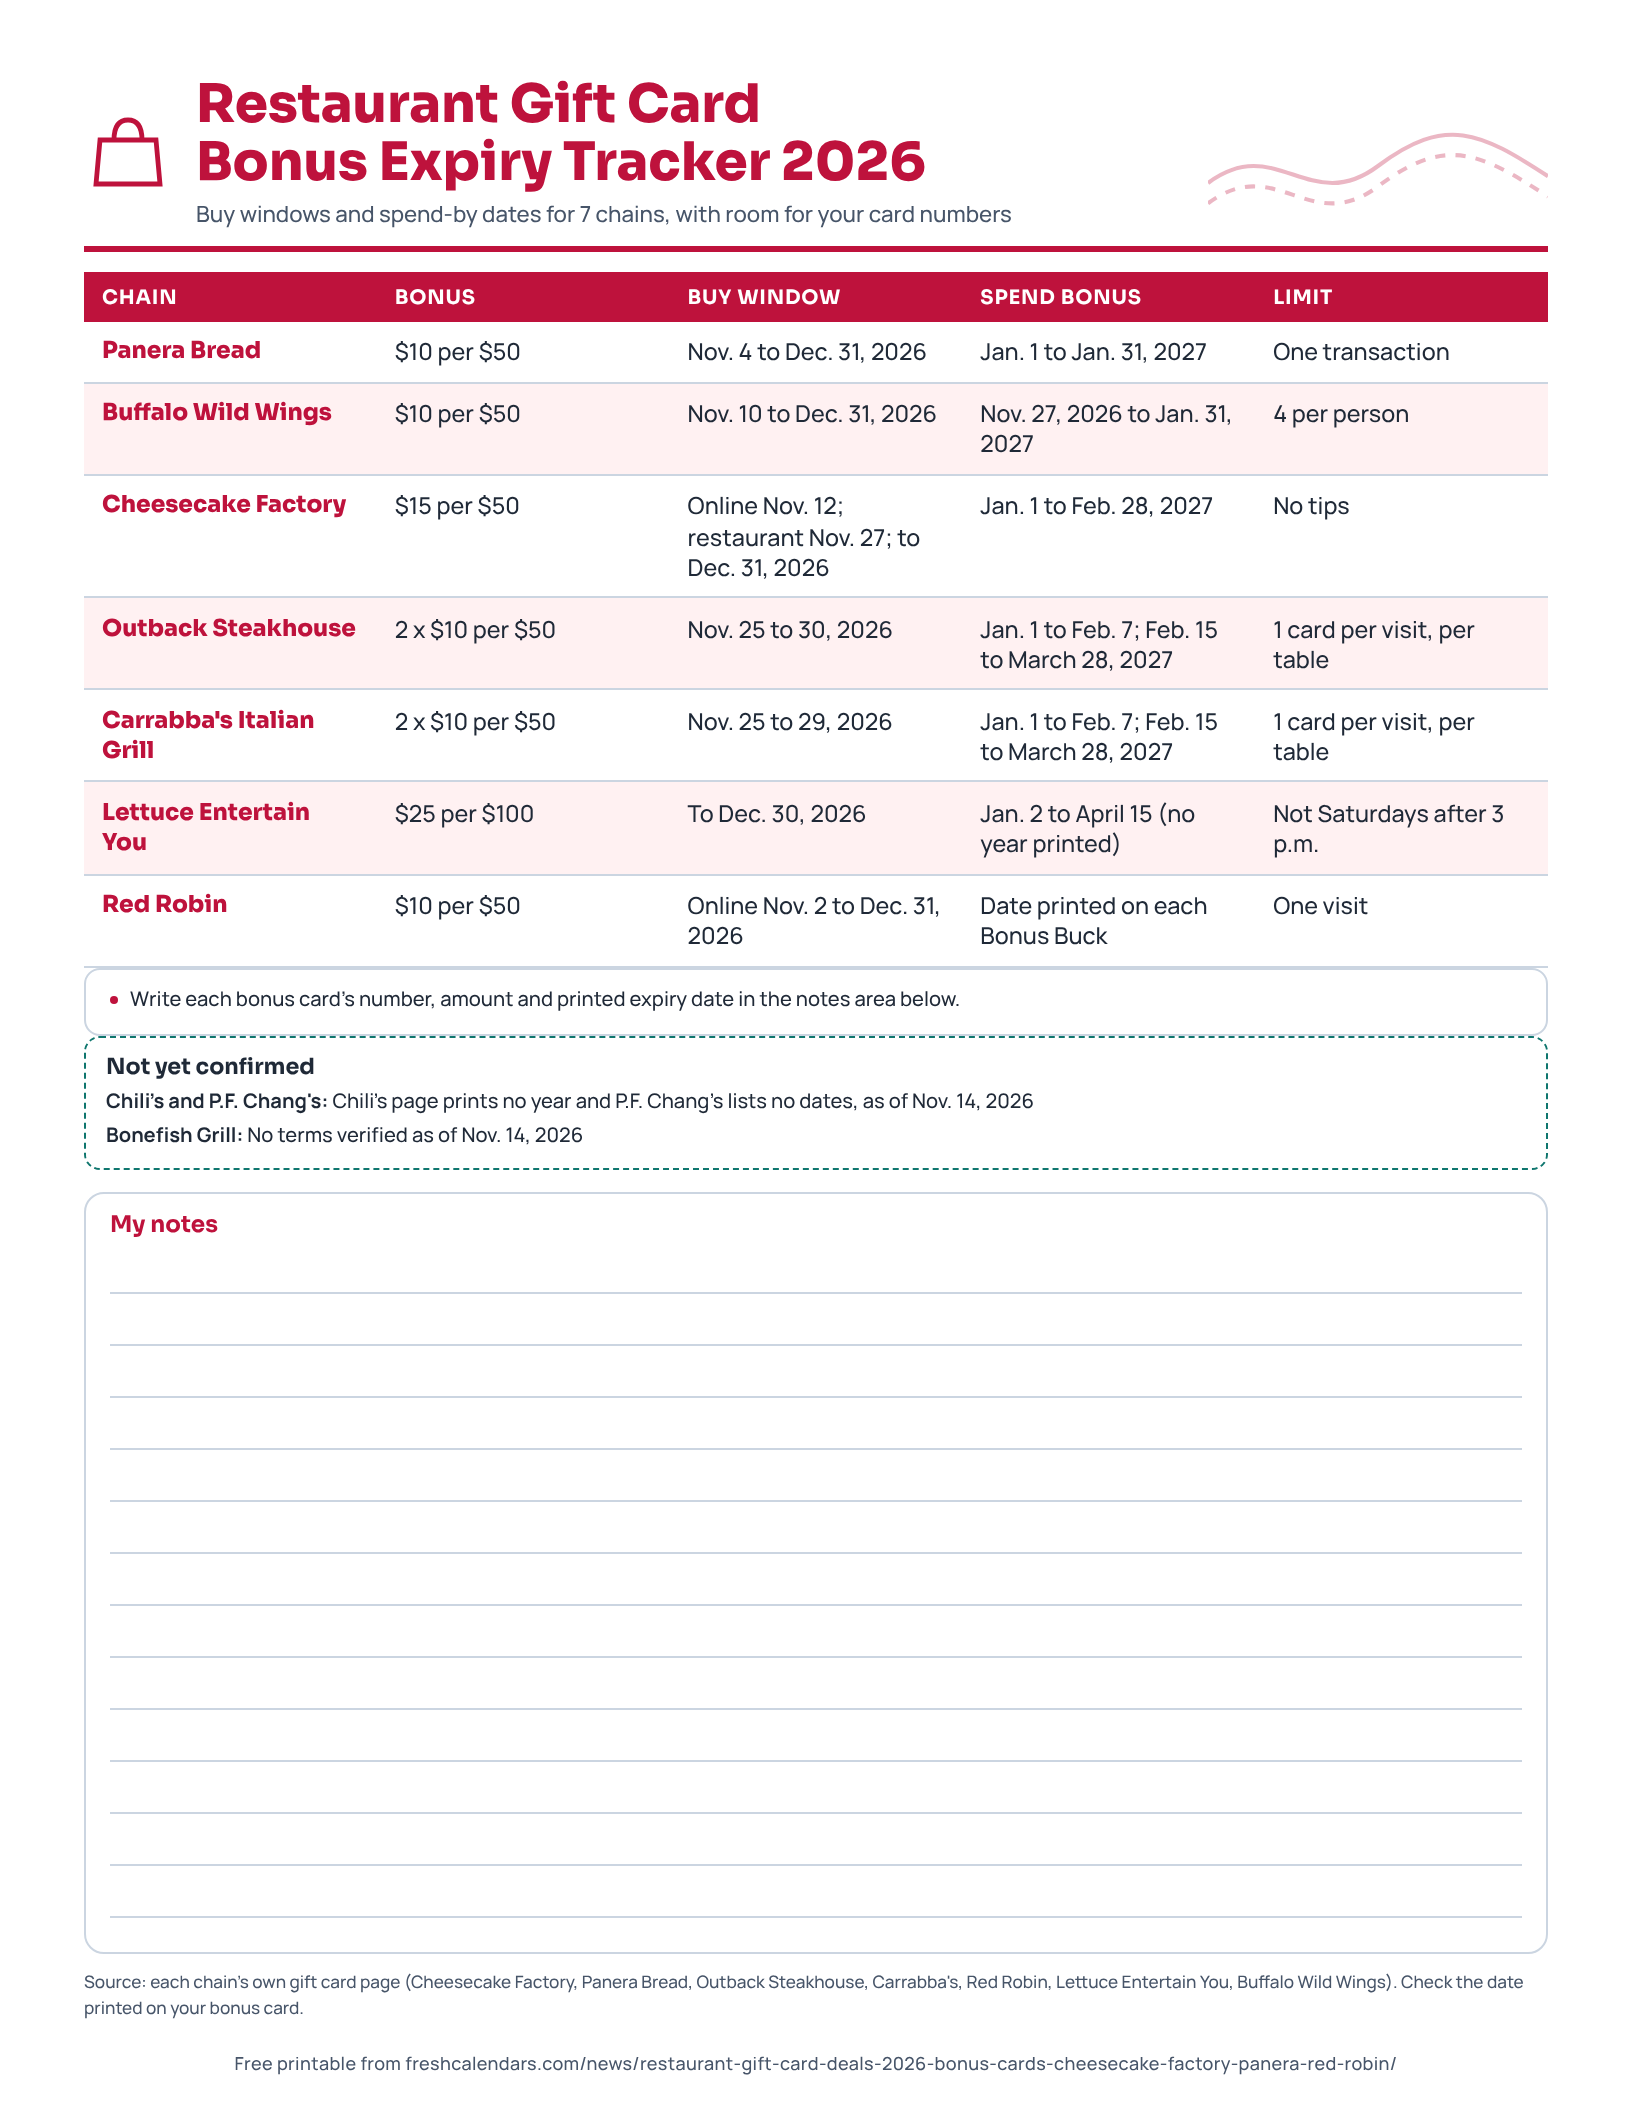 Restaurant Gift Card
Bonus Expiry Tracker 2026
Buy windows and spend-by dates for 7 chains, with room for your card numbers
CHAIN BONUS BUY WINDOW SPEND BONUS LIMIT
Panera Bread $10 per $50 Nov. 4 to Dec. 31, 2026 Jan. 1 to Jan. 31, 2027 One transaction
Buffalo Wild Wings $10 per $50 Nov. 10 to Dec. 31, 2026 Nov. 27, 2026 to Jan. 31, 4 per person
2027
Cheesecake Factory $15 per $50 Online Nov. 12; Jan. 1 to Feb. 28, 2027 No tips
restaurant Nov. 27; to
Dec. 31, 2026
Outback Steakhouse 2 x $10 per $50 Nov. 25 to 30, 2026 Jan. 1 to Feb. 7; Feb. 15 1 card per visit, per
to March 28, 2027 table
Carrabba's Italian 2 x $10 per $50 Nov. 25 to 29, 2026 Jan. 1 to Feb. 7; Feb. 15 1 card per visit, per
Grill to March 28, 2027 table
Lettuce Entertain $25 per $100 To Dec. 30, 2026 Jan. 2 to April 15 (no Not Saturdays after 3
You year printed) p.m.
Red Robin $10 per $50 Online Nov. 2 to Dec. 31, Date printed on each One visit
2026 Bonus Buck
• Write each bonus card's number, amount and printed expiry date in the notes area below.
Not yet confirmed
Chili's and P.F. Chang's: Chili's page prints no year and P.F. Chang's lists no dates, as of Nov. 14, 2026
Bonefish Grill: No terms verified as of Nov. 14, 2026
My notes
Source: each chain's own gift card page (Cheesecake Factory, Panera Bread, Outback Steakhouse, Carrabba's, Red Robin, Lettuce Entertain You, Buffalo Wild Wings). Check the date
printed on your bonus card.
Free printable from freshcalendars.com/news/restaurant-gift-card-deals-2026-bonus-cards-cheesecake-factory-panera-red-robin/